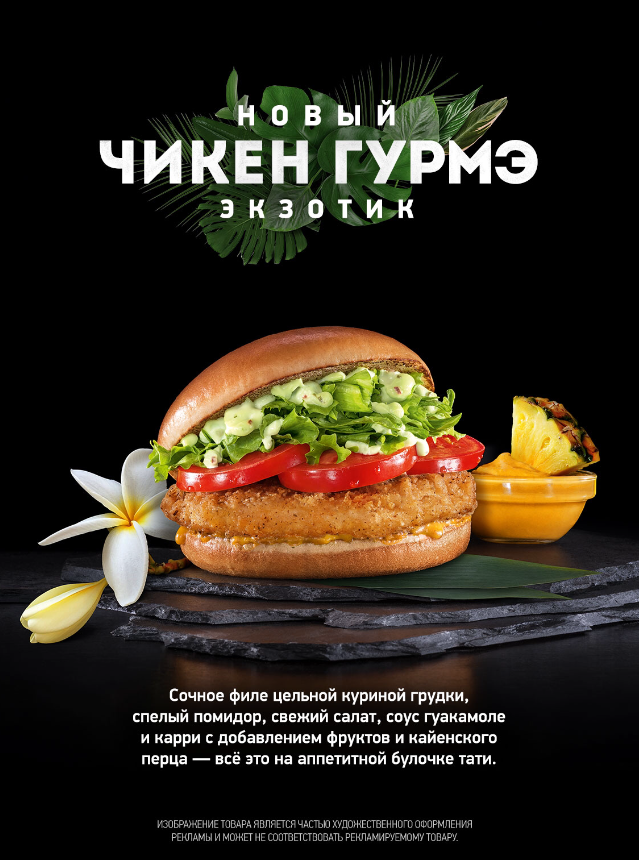 НОВЫЙ
ЧИКЕН ГУРМЭ
ЭКЗОТИК
Сочное филе цельной куриной грудки,
спелый помидор, свежий салат, соус гуакамоле
и карри с добавлением фруктов и кайенского
перца — всё это на аппетитной булочке тати.
ИЗОБРАЖЕНИЕ ТОВАРА ЯВЛЯЕТСЯ ЧАСТЬЮ ХУДОЖЕСТВЕННОГО ОФОРМЛЕНИЯ
РЕКЛАМЫ И МОЖЕТ НЕ СООТВЕТСТВОВАТЬ РЕКЛАМИРУЕМОМУ ТОВАРУ.